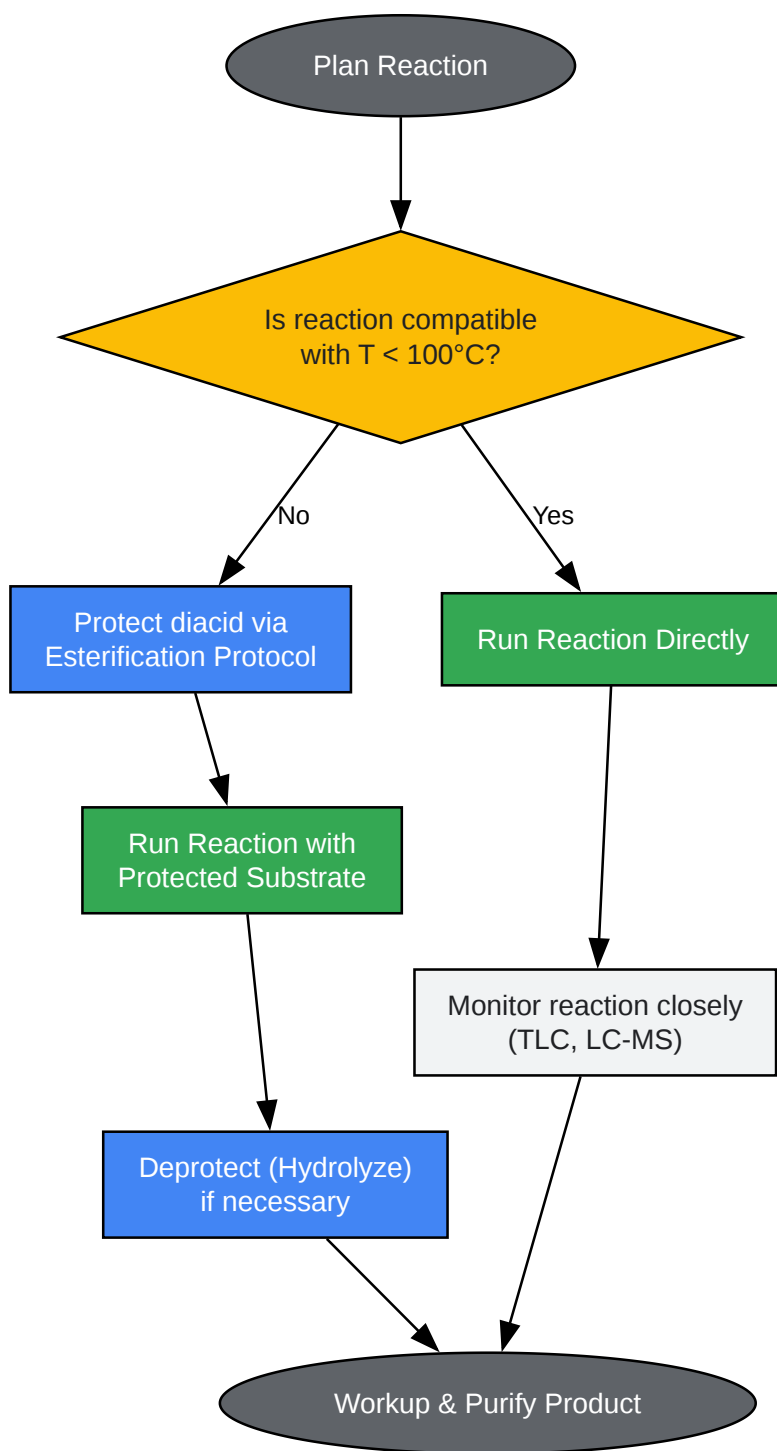 Plan Reaction
Is reaction compatible
with T < 100°C?
No
Yes
Protect diacid via
Esterification Protocol
Run Reaction Directly
Run Reaction with
Protected Substrate
Monitor reaction closely
(TLC, LC-MS)
Deprotect (Hydrolyze)
if necessary
Workup & Purify Product